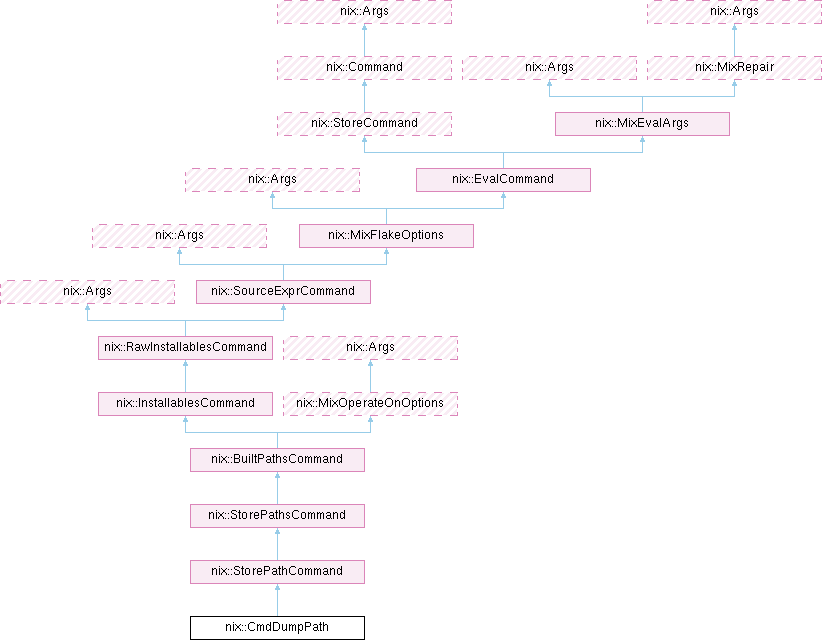 nix::Args
nix::Args
nix::Command
nix::Args
nix::MixRepair
nix::StoreCommand
nix::MixEvalArgs
nix::Args
nix::EvalCommand
nix::Args
nix::MixFlakeOptions
nix::Args
nix::SourceExprCommand
nix::RawInstallablesCommand
nix::Args
nix::InstallablesCommand
nix::MixOperateOnOptions
nix::BuiltPathsCommand
nix::StorePathsCommand
nix::StorePathCommand
nix::CmdDumpPath